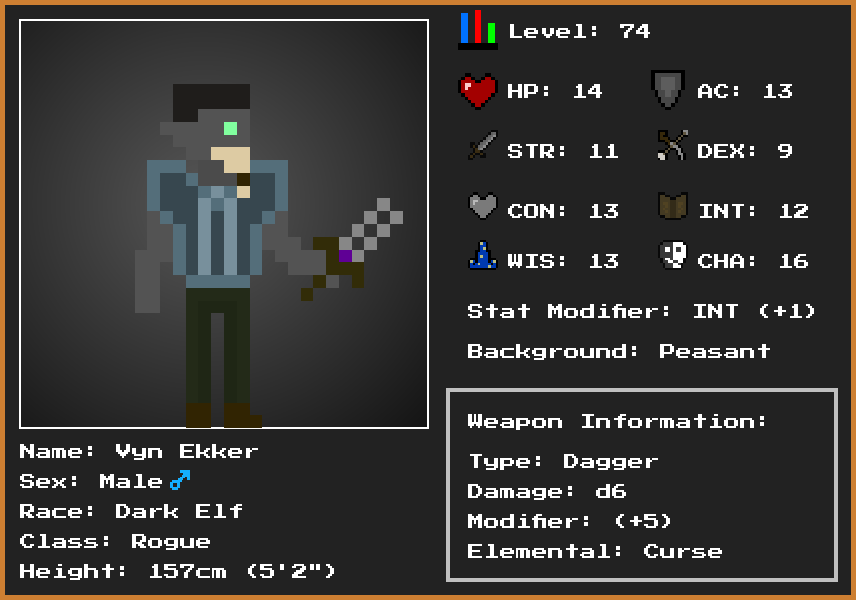 Level: 74
HP: 14 AC: 13
STR: 11 DEX: 9
CON: 13 INT: 12
WIS: 13 CHA: 16
Stat Modifier: INT (+1)
Background: Peasant
Weapon Information:
Type: Dagger
Damage: d6
Modifier: (+5)
Elemental: Curse
Name: Vyn Ekker
Sex: Male ♂
Race: Dark Elf
Class: Rogue
Height: 157cm (5'2")